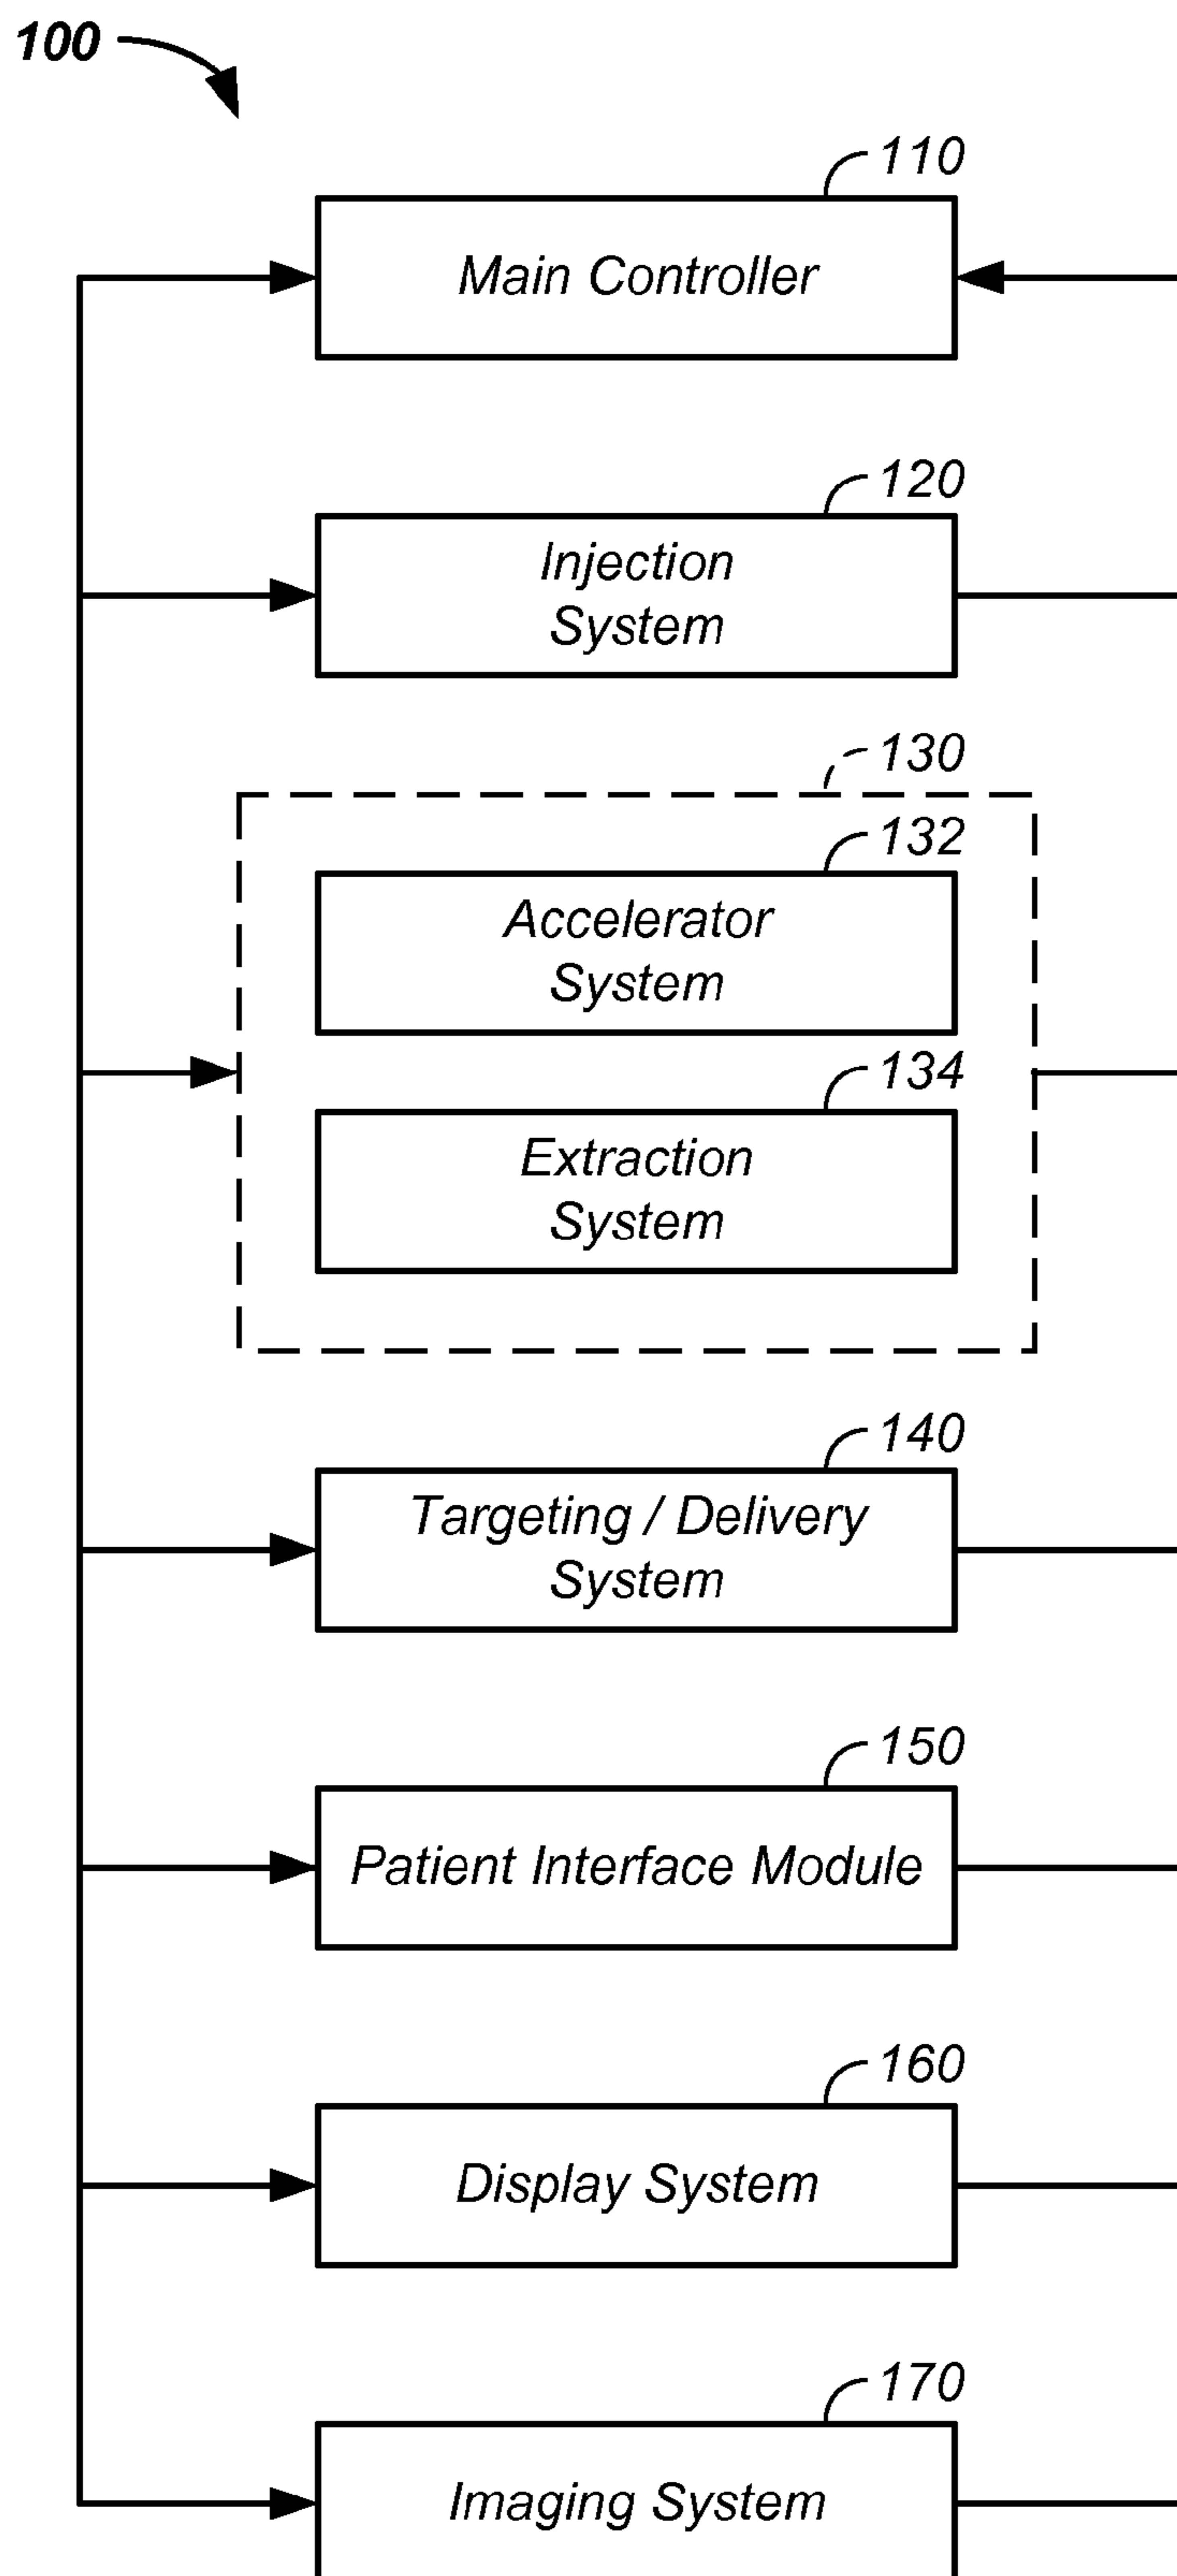 100
110
Main Controller
120
Injection
System
130
132
Accelerator
System
134
Extraction
System
140
Targeting / Delivery
System
150
Patient Interface Module
160
Display System
170
Imaging System